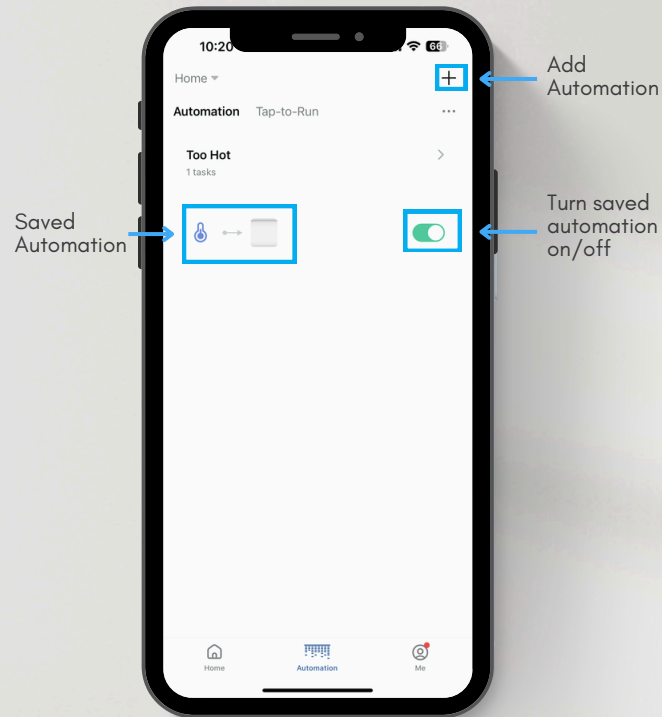 10:20
66
Home
Add
Automation
Automation Tap-to-Run
Too Hot
1 tasks
Saved
Automation
Turn saved
automation
on/off
Home
Automation
Me